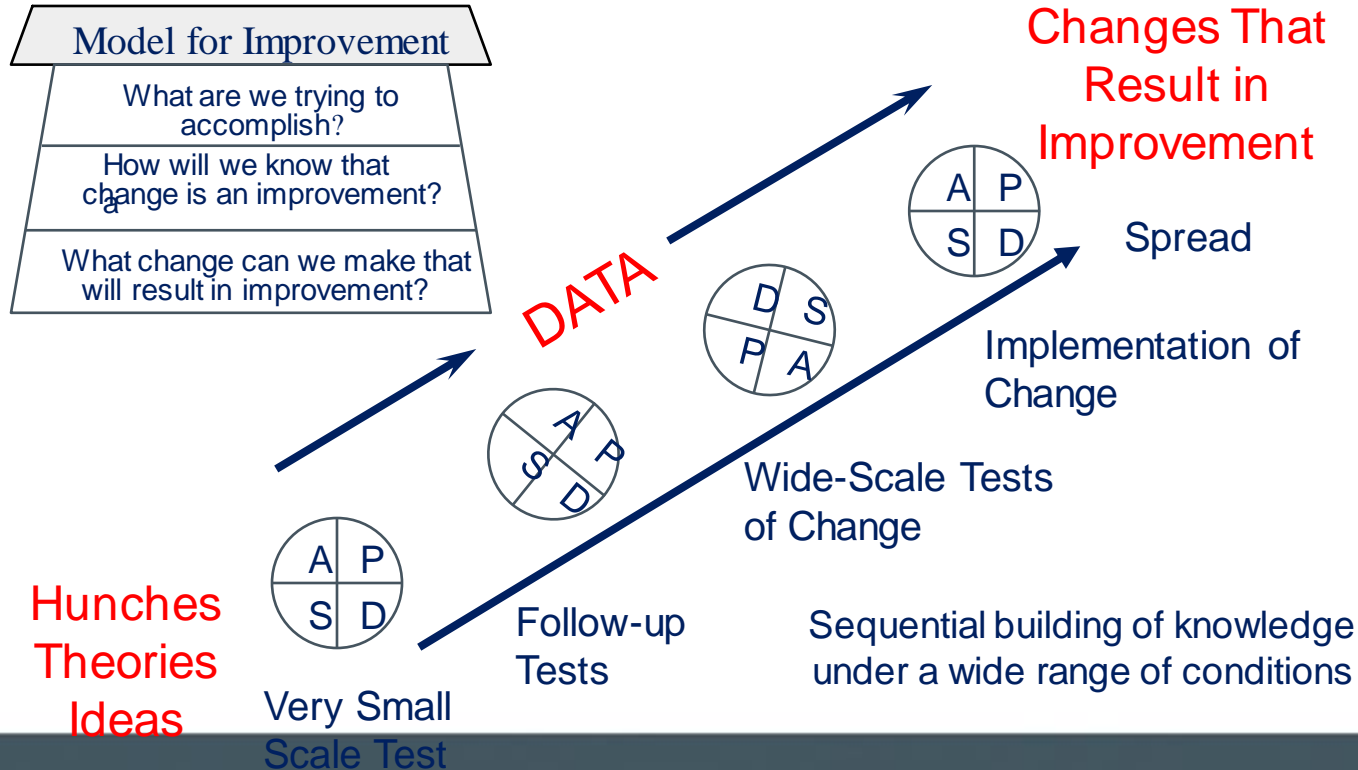 Model for Improvement
What are we trying to
accomplish?
How will we know that
a
change is an improvement?
What change can we make that
will result in improvement?
Changes That
Result in
Improvement
A P
S D
Spread
DATA
D S
P A
Implementation of
Change
A P
S D
Wide-Scale Tests
of Change
A P
S D
Hunches
Theories
Ideas
Follow-up
Tests
Sequential building of knowledge
under a wide range of conditions
Very Small
Scale Test